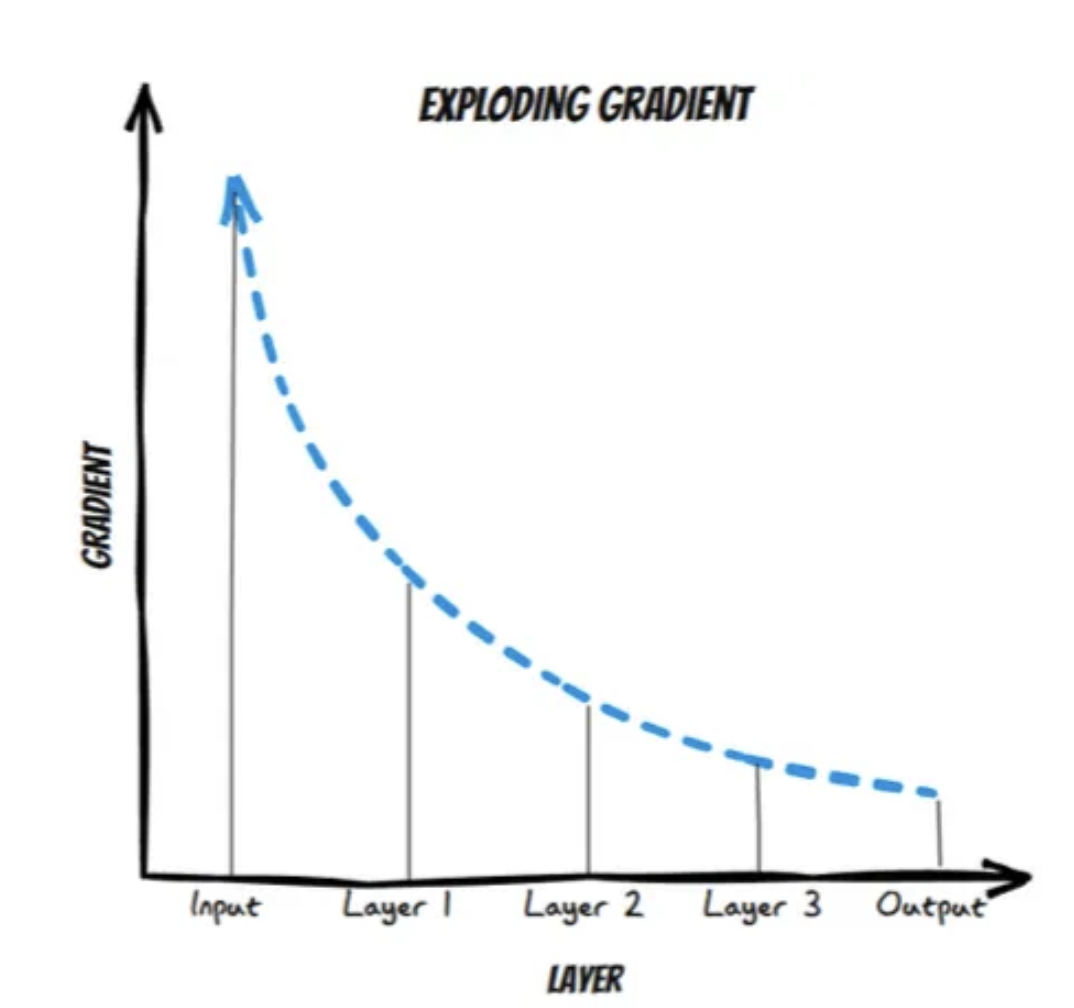 EXPLODING GRADIENT
GRADIENT
Input Layer 1 Layer 2 Layer 3 Output
LAYER